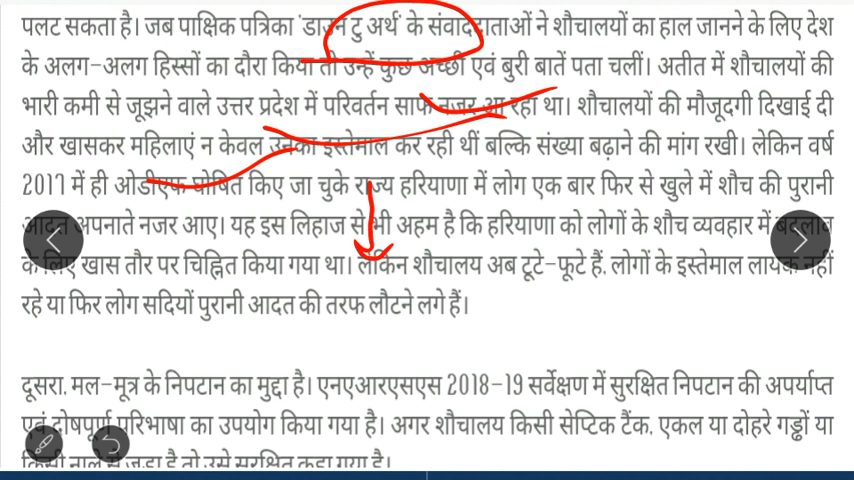 पलट सकता है। जब पाक्षिक पत्रिका 'डाउन टु अर्थ' के संवाददाताओं ने शौचालयों का हाल जानने के लिए देश
के अलग-अलग हिस्सों का दौरा किया तो उन्हें कुछ अच्छी एवं बुरी बातें पता चलीं। अतीत में शौचालयों की
भारी कमी से जूझने वाले उत्तर प्रदेश में परिवर्तन साफ नजर आ रहा था। शौचालयों की मौजूदगी दिखाई दी
और खासकर महिलाएं न केवल उनका इस्तेमाल कर रही थीं बल्कि संख्या बढ़ाने की मांग रखी। लेकिन वर्ष
2017 में ही ओडीएफ घोषित किए जा चुके राज्य हरियाणा में लोग एक बार फिर से खुले में शौच की पुरानी
आदत अपनाते नजर आए। यह इस लिहाज से भी अहम है कि हरियाणा को लोगों के शौच व्यवहार में बदलाव
के लिए खास तौर पर चिह्नित किया गया था। लेकिन शौचालय अब टूटे-फूटे हैं, लोगों के इस्तेमाल लायक नहीं
रहे या फिर लोग सदियों पुरानी आदत की तरफ लौटने लगे हैं।
दूसरा, मल-मूत्र के निपटान का मुद्दा है। एनएआरएसएस 2018-19 सर्वेक्षण में सुरक्षित निपटान की अपर्याप्त
एवं दोषपूर्ण परिभाषा का उपयोग किया गया है। अगर शौचालय किसी सेप्टिक टैंक, एकल या दोहरे गड्ढों या
किसी नाले से जुड़ा है तो उसे सुरक्षित कहा गया है।